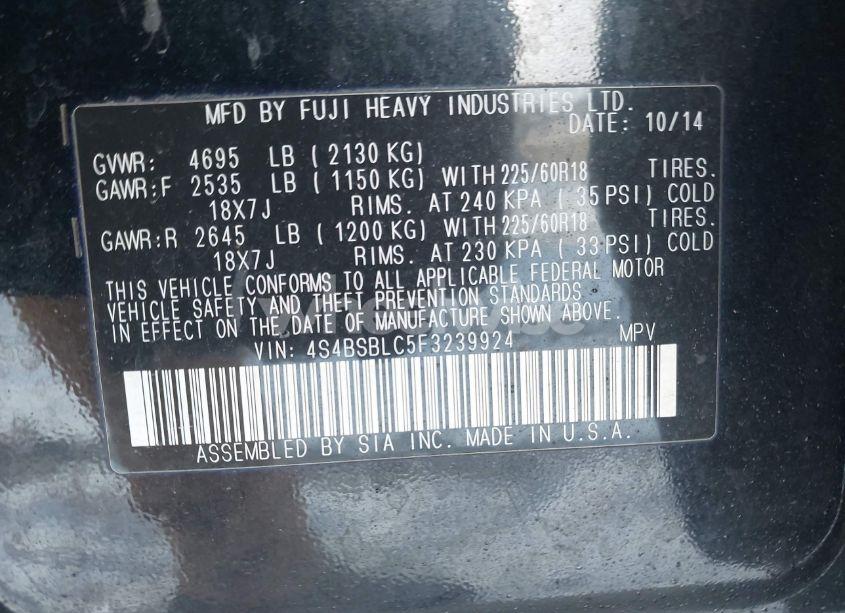 MFD BY FUJI HEAVY INDUSTRIES LTD.
DATE: 10/14
GVWR: 4695 LB ( 2130 KG)
GAWR:F 2535 LB ( 1150 KG) WITH 225/60R18 TIRES.
18X7J RIMS. AT 240 KPA ( 35 PSI) COLD
GAWR:R 2645 LB ( 1200 KG) WITH 225/60R18 TIRES.
18X7J RIMS. AT 230 KPA ( 33 PSI) COLD
THIS VEHICLE CONFORMS TO ALL APPLICABLE FEDERAL MOTOR
VEHICLE SAFETY AND THEFT PREVENTION STANDARDS
IN EFFECT ON THE DATE OF MANUFACTURE SHOWN ABOVE.
VIN: 4S4BSBLC5F3239924 MPV
ASSEMBLED BY SIA INC. MADE IN U.S.A.